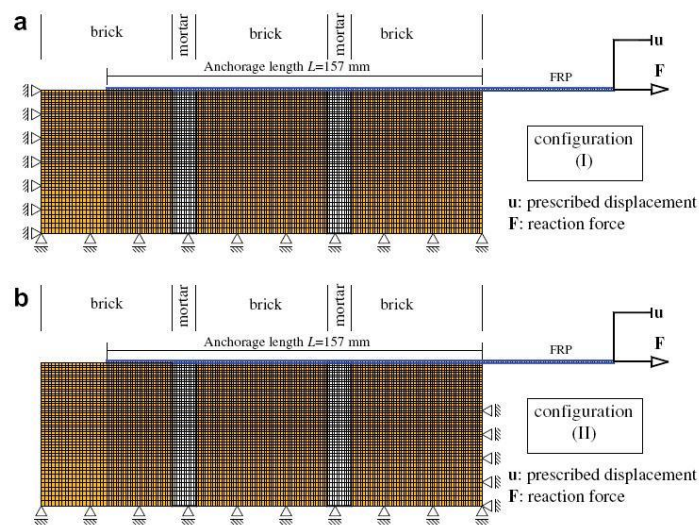 a
brick
mortar
brick
mortar
brick
u
Anchorage length L=157 mm
FRP
F
configuration
(I)
u: prescribed displacement
F: reaction force
b
brick
mortar
brick
mortar
brick
u
Anchorage length L=157 mm
FRP
F
configuration
(II)
u: prescribed displacement
F: reaction force